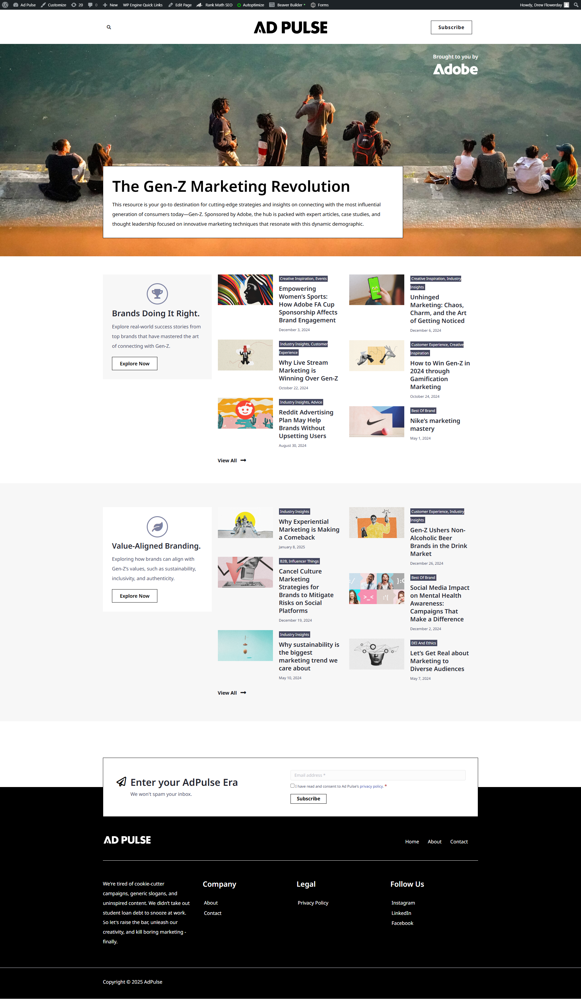 Ad Pulse Customize 20 0 New WP Engine Quick Links Edit Page Rank Math SEO Autoptimize Beaver Builder Forms Howdy, Drew Flowerday
AD PULSE
Subscribe
Brought to you by
Adobe
The Gen-Z Marketing Revolution
This resource is your go-to destination for cutting-edge strategies and insights on connecting with the most influential
generation of consumers today—Gen-Z. Sponsored by Adobe, the hub is packed with expert articles, case studies, and
thought leadership focused on innovative marketing techniques that resonate with this dynamic demographic.
Brands Doing It Right.
Explore real-world success stories from
top brands that have mastered the art
of connecting with Gen-Z.
Explore Now
Creative Inspiration, Events
Empowering
Women’s Sports:
How Adobe FA Cup
Sponsorship Affects
Brand Engagement
December 3, 2024
Creative Inspiration, Industry
Insights
Unhinged
Marketing: Chaos,
Charm, and the Art
of Getting Noticed
December 6, 2024
Industry Insights, Customer
Experience
Why Live Stream
Marketing is
Winning Over Gen-Z
October 22, 2024
Customer Experience, Creative
Inspiration
How to Win Gen-Z in
2024 through
Gamification
Marketing
October 24, 2024
Industry Insights, Advice
Reddit Advertising
Plan May Help
Brands Without
Upsetting Users
August 30, 2024
Best Of Brand
Nike’s marketing
mastery
May 1, 2024
View All
Value-Aligned Branding.
Exploring how brands can align with
Gen-Z’s values, such as sustainability,
inclusivity, and authenticity.
Explore Now
Industry Insights
Why Experiential
Marketing is Making
a Comeback
January 8, 2025
Customer Experience, Industry
Insights
Gen-Z Ushers Non-
Alcoholic Beer
Brands in the Drink
Market
December 26, 2024
Delete
B2B, Influencer Things
Cancel Culture
Marketing
Strategies for
Brands to Mitigate
Risks on Social
Platforms
December 19, 2024
:/
}:(
>_<
:'(
Best Of Brand
Social Media Impact
on Mental Health
Awareness:
Campaigns That
Make a Difference
December 2, 2024
Industry Insights
Why sustainability is
the biggest
marketing trend we
care about
May 10, 2024
DEI And Ethics
Let’s Get Real about
Marketing to
Diverse Audiences
May 7, 2024
View All
Enter your AdPulse Era
We won't spam your inbox.
Email address *
I have read and consent to Ad Pulse's privacy policy. *
Subscribe
AD PULSE
Home About Contact
We're tired of cookie-cutter
campaigns, generic slogans, and
uninspired content. We didn’t take out
student loan debt to snooze at work.
So let's raise the bar, unleash our
creativity, and kill boring marketing -
finally.
Company
About
Contact
Legal
Privacy Policy
Follow Us
Instagram
LinkedIn
Facebook
Copyright © 2025 AdPulse